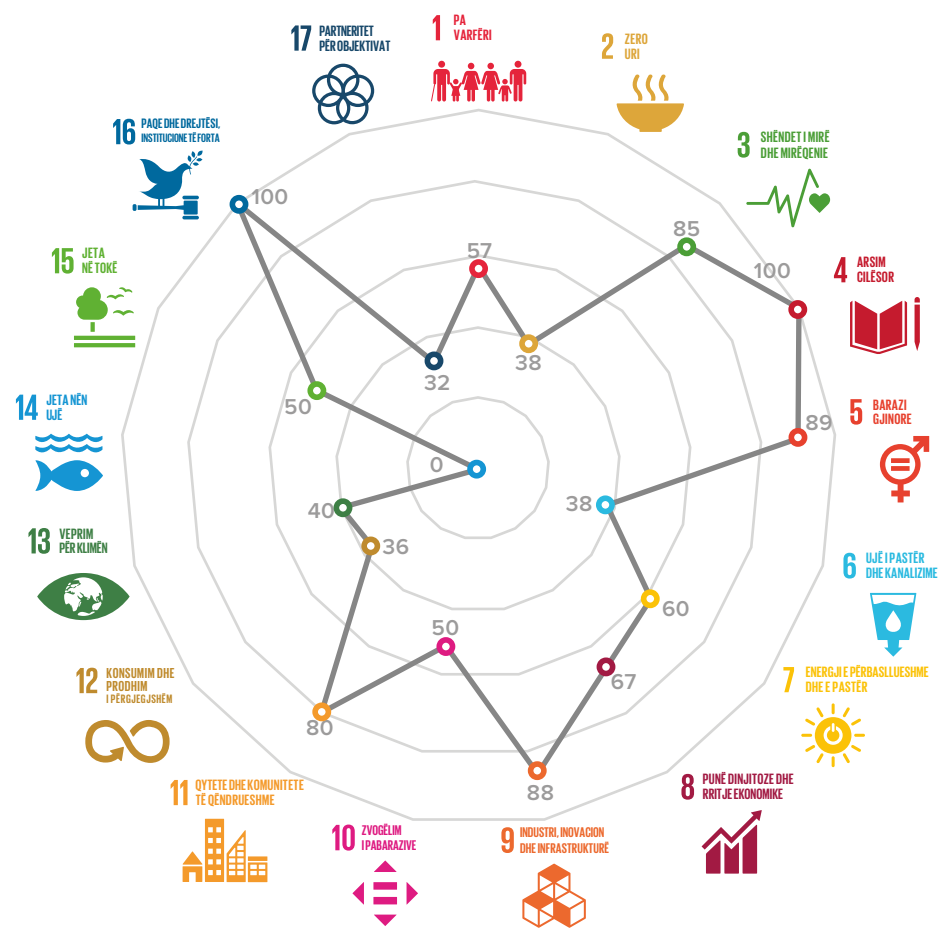 1 PA
VARFËRI
2 ZERO
URI
3 SHËNDET I MIRË
DHE MIRËQENIE
4 ARSIM
CILËSOR
5 BARAZI
GJINORE
6 UJË I PASTËR
DHE KANALIZIME
7 ENERGJI E PËRBASLLUESHME
DHE E PASTËR
8 PUNË DINJITOZE DHE
RRITJE EKONOMIKE
9 INDUSTRI, INOVACION
DHE INFRASTRUKTURË
10 ZVOGËLIM
I PABARAZIVE
11 QYTETE DHE KOMUNITETE
TË QËNDRUESHME
12 KONSUMIM DHE
PRODHIM
I PËRGJEGJSHËM
13 VEPRIM
PËR KLIMËN
14 JETA NËN
UJË
15 JETA
NË TOKË
16 PAQE DHE DREJTËSI,
INSTITUCIONE TË FORTA
17 PARTNERITET
PËR OBJEKTIVAT
57
38
85
100
89
38
60
67
88
50
80
36
40
0
50
100
32